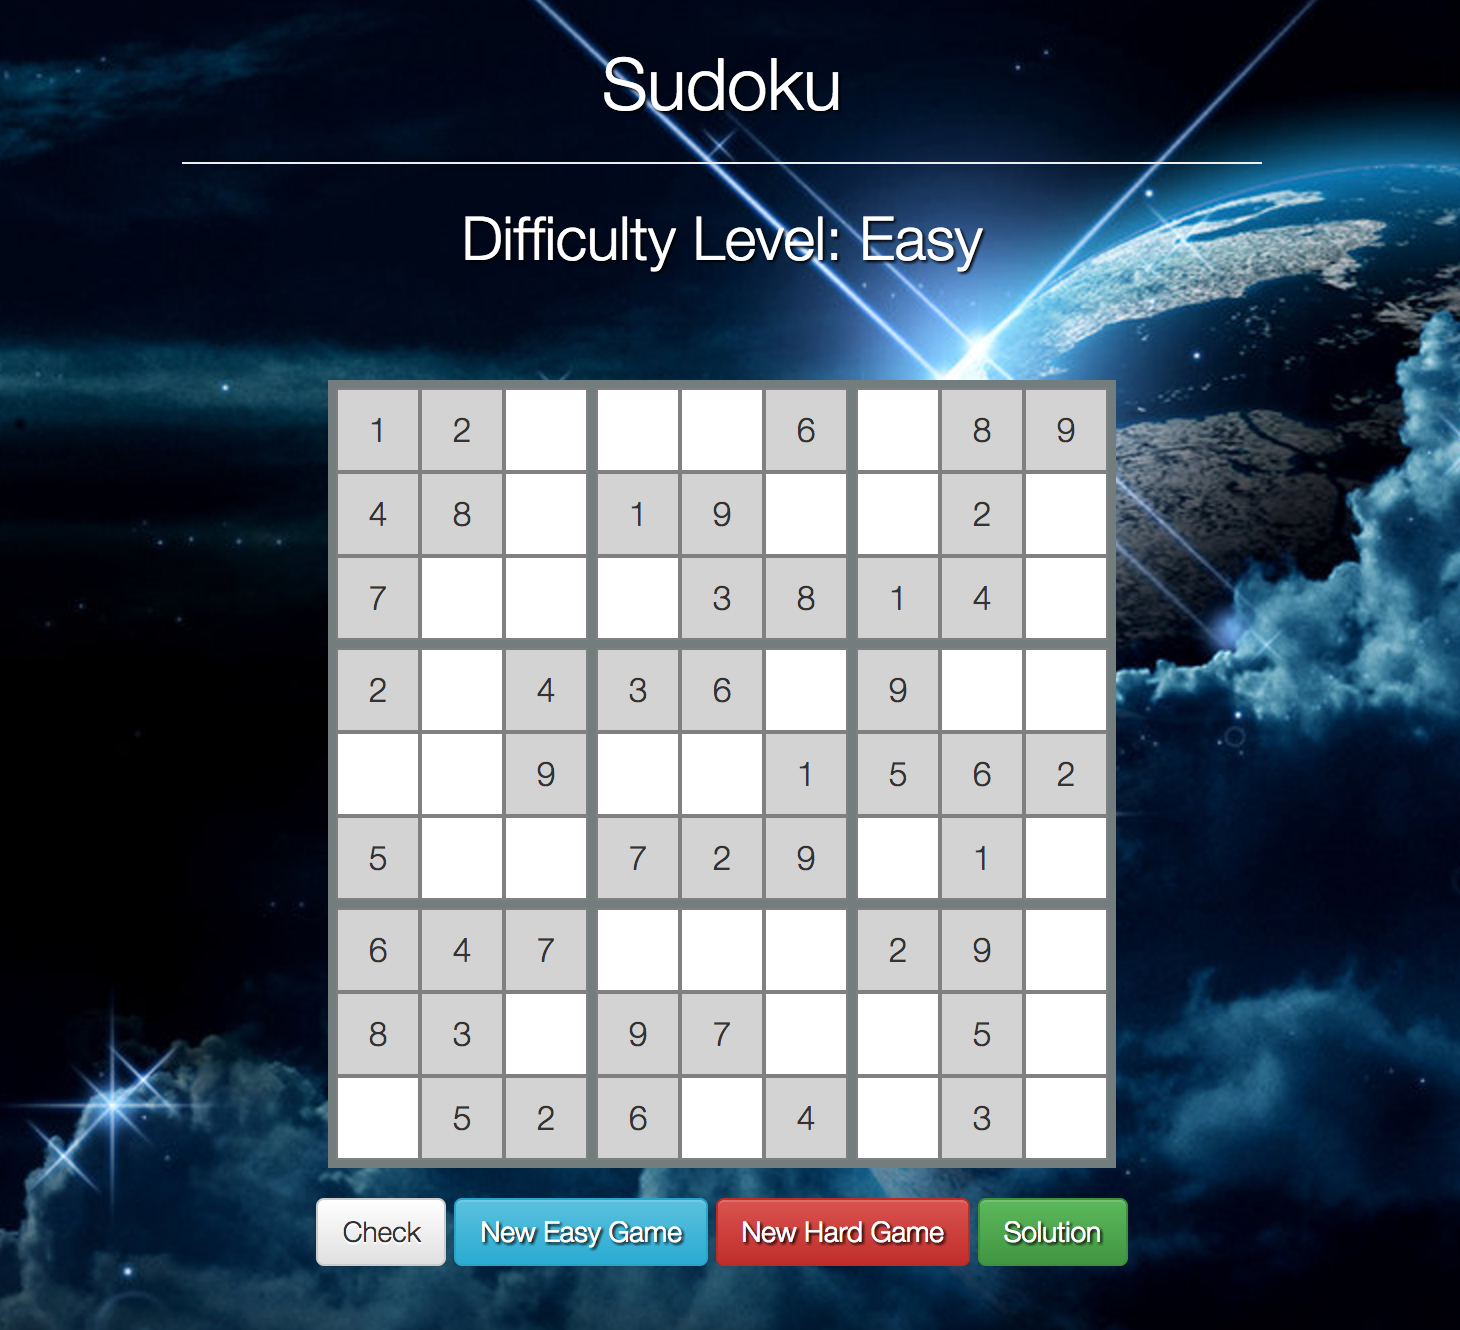 Sudoku
Difficulty Level: Easy
1 2 6 8 9
4 8 1 9 2
7 3 8 1 4
2 4 3 6 9
9 1 5 6 2
5 7 2 9 1
6 4 7 2 9
8 3 9 7 5
5 2 6 4 3
Check New Easy Game New Hard Game Solution